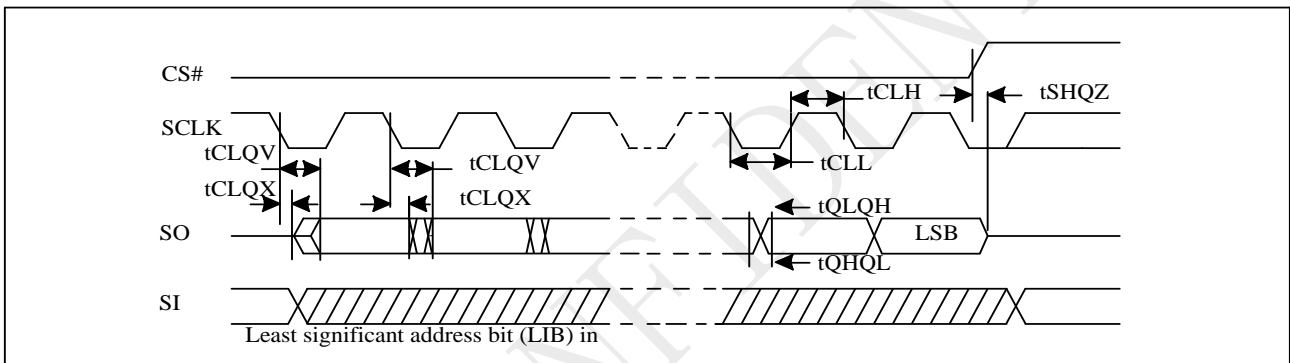 CS#
tCLH
tSHQZ
SCLK
tCLQV
tCLQV
tCLL
tCLQX
tCLQX
tQLQH
SO
LSB
tQHQL
SI
Least significant address bit (LIB) in